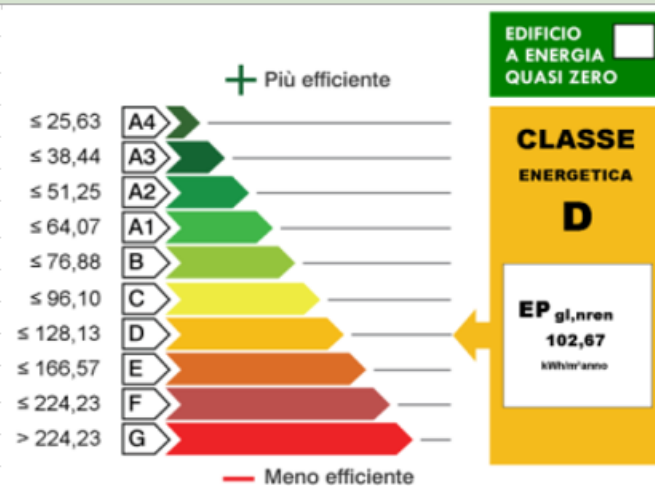 Più efficiente
≤ 25,63 A4
≤ 38,44 A3
≤ 51,25 A2
≤ 64,07 A1
≤ 76,88 B
≤ 96,10 C
≤ 128,13 D
≤ 166,57 E
≤ 224,23 F
> 224,23 G
Meno efficiente
EDIFICIO
A ENERGIA
QUASI ZERO
CLASSE
ENERGETICA
D
EP gl,nren
102,67
kWh/m²anno